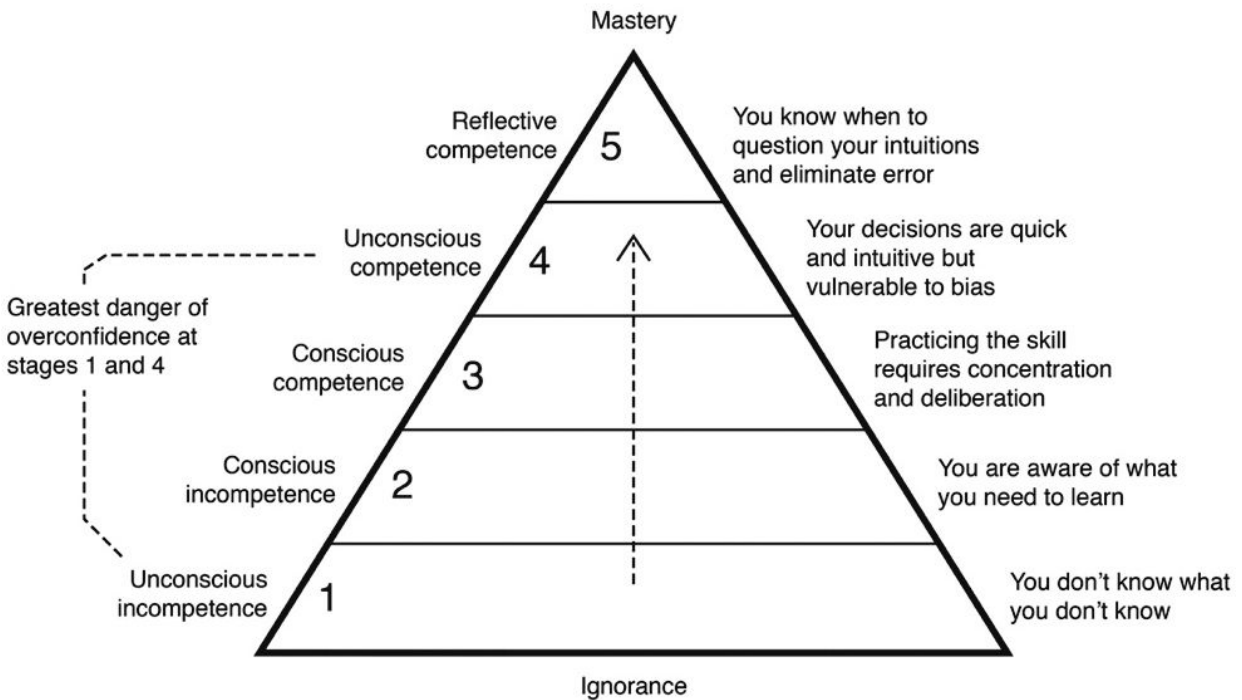 Mastery
Reflective
competence
5
You know when to
question your intuitions
and eliminate error
Unconscious
competence
4
Your decisions are quick
and intuitive but
vulnerable to bias
Greatest danger of
overconfidence at
stages 1 and 4
Conscious
competence
3
Practicing the skill
requires concentration
and deliberation
Conscious
incompetence
2
You are aware of what
you need to learn
Unconscious
incompetence
1
You don’t know what
you don’t know
Ignorance